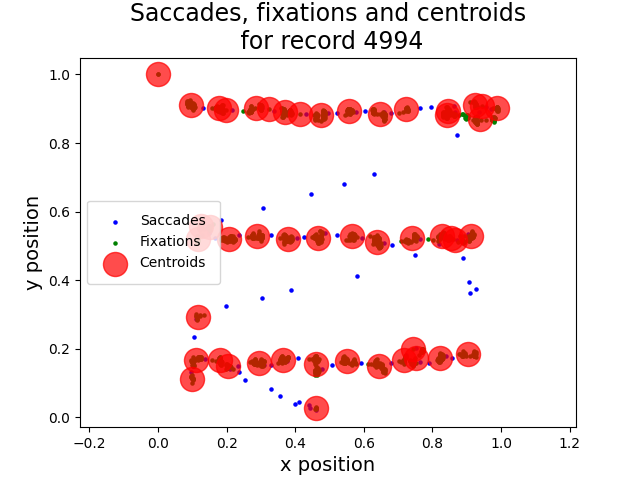 Saccades, fixations and centroids
for record 4994
1.0
0.8
0.6
0.4
0.2
0.0
y position
Saccades
Fixations
Centroids
−0.2 0.0 0.2 0.4 0.6 0.8 1.0 1.2
x position